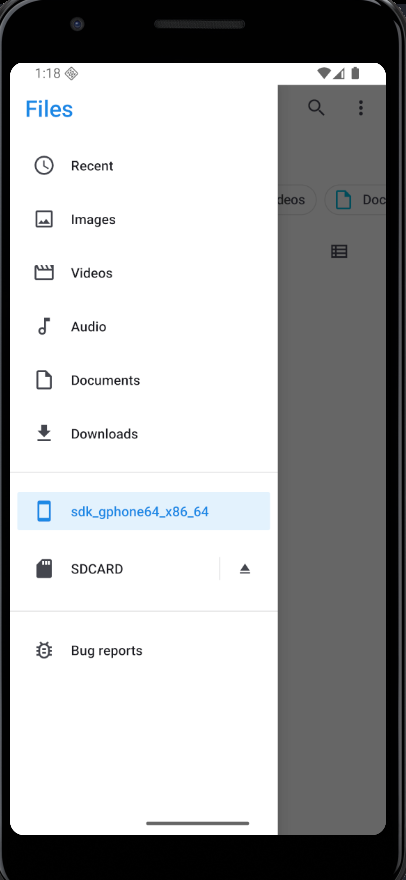 1:18
Files
Recent
Images
deos
Doc
Videos
Audio
Documents
Downloads
sdk_gphone64_x86_64
SDCARD
Bug reports